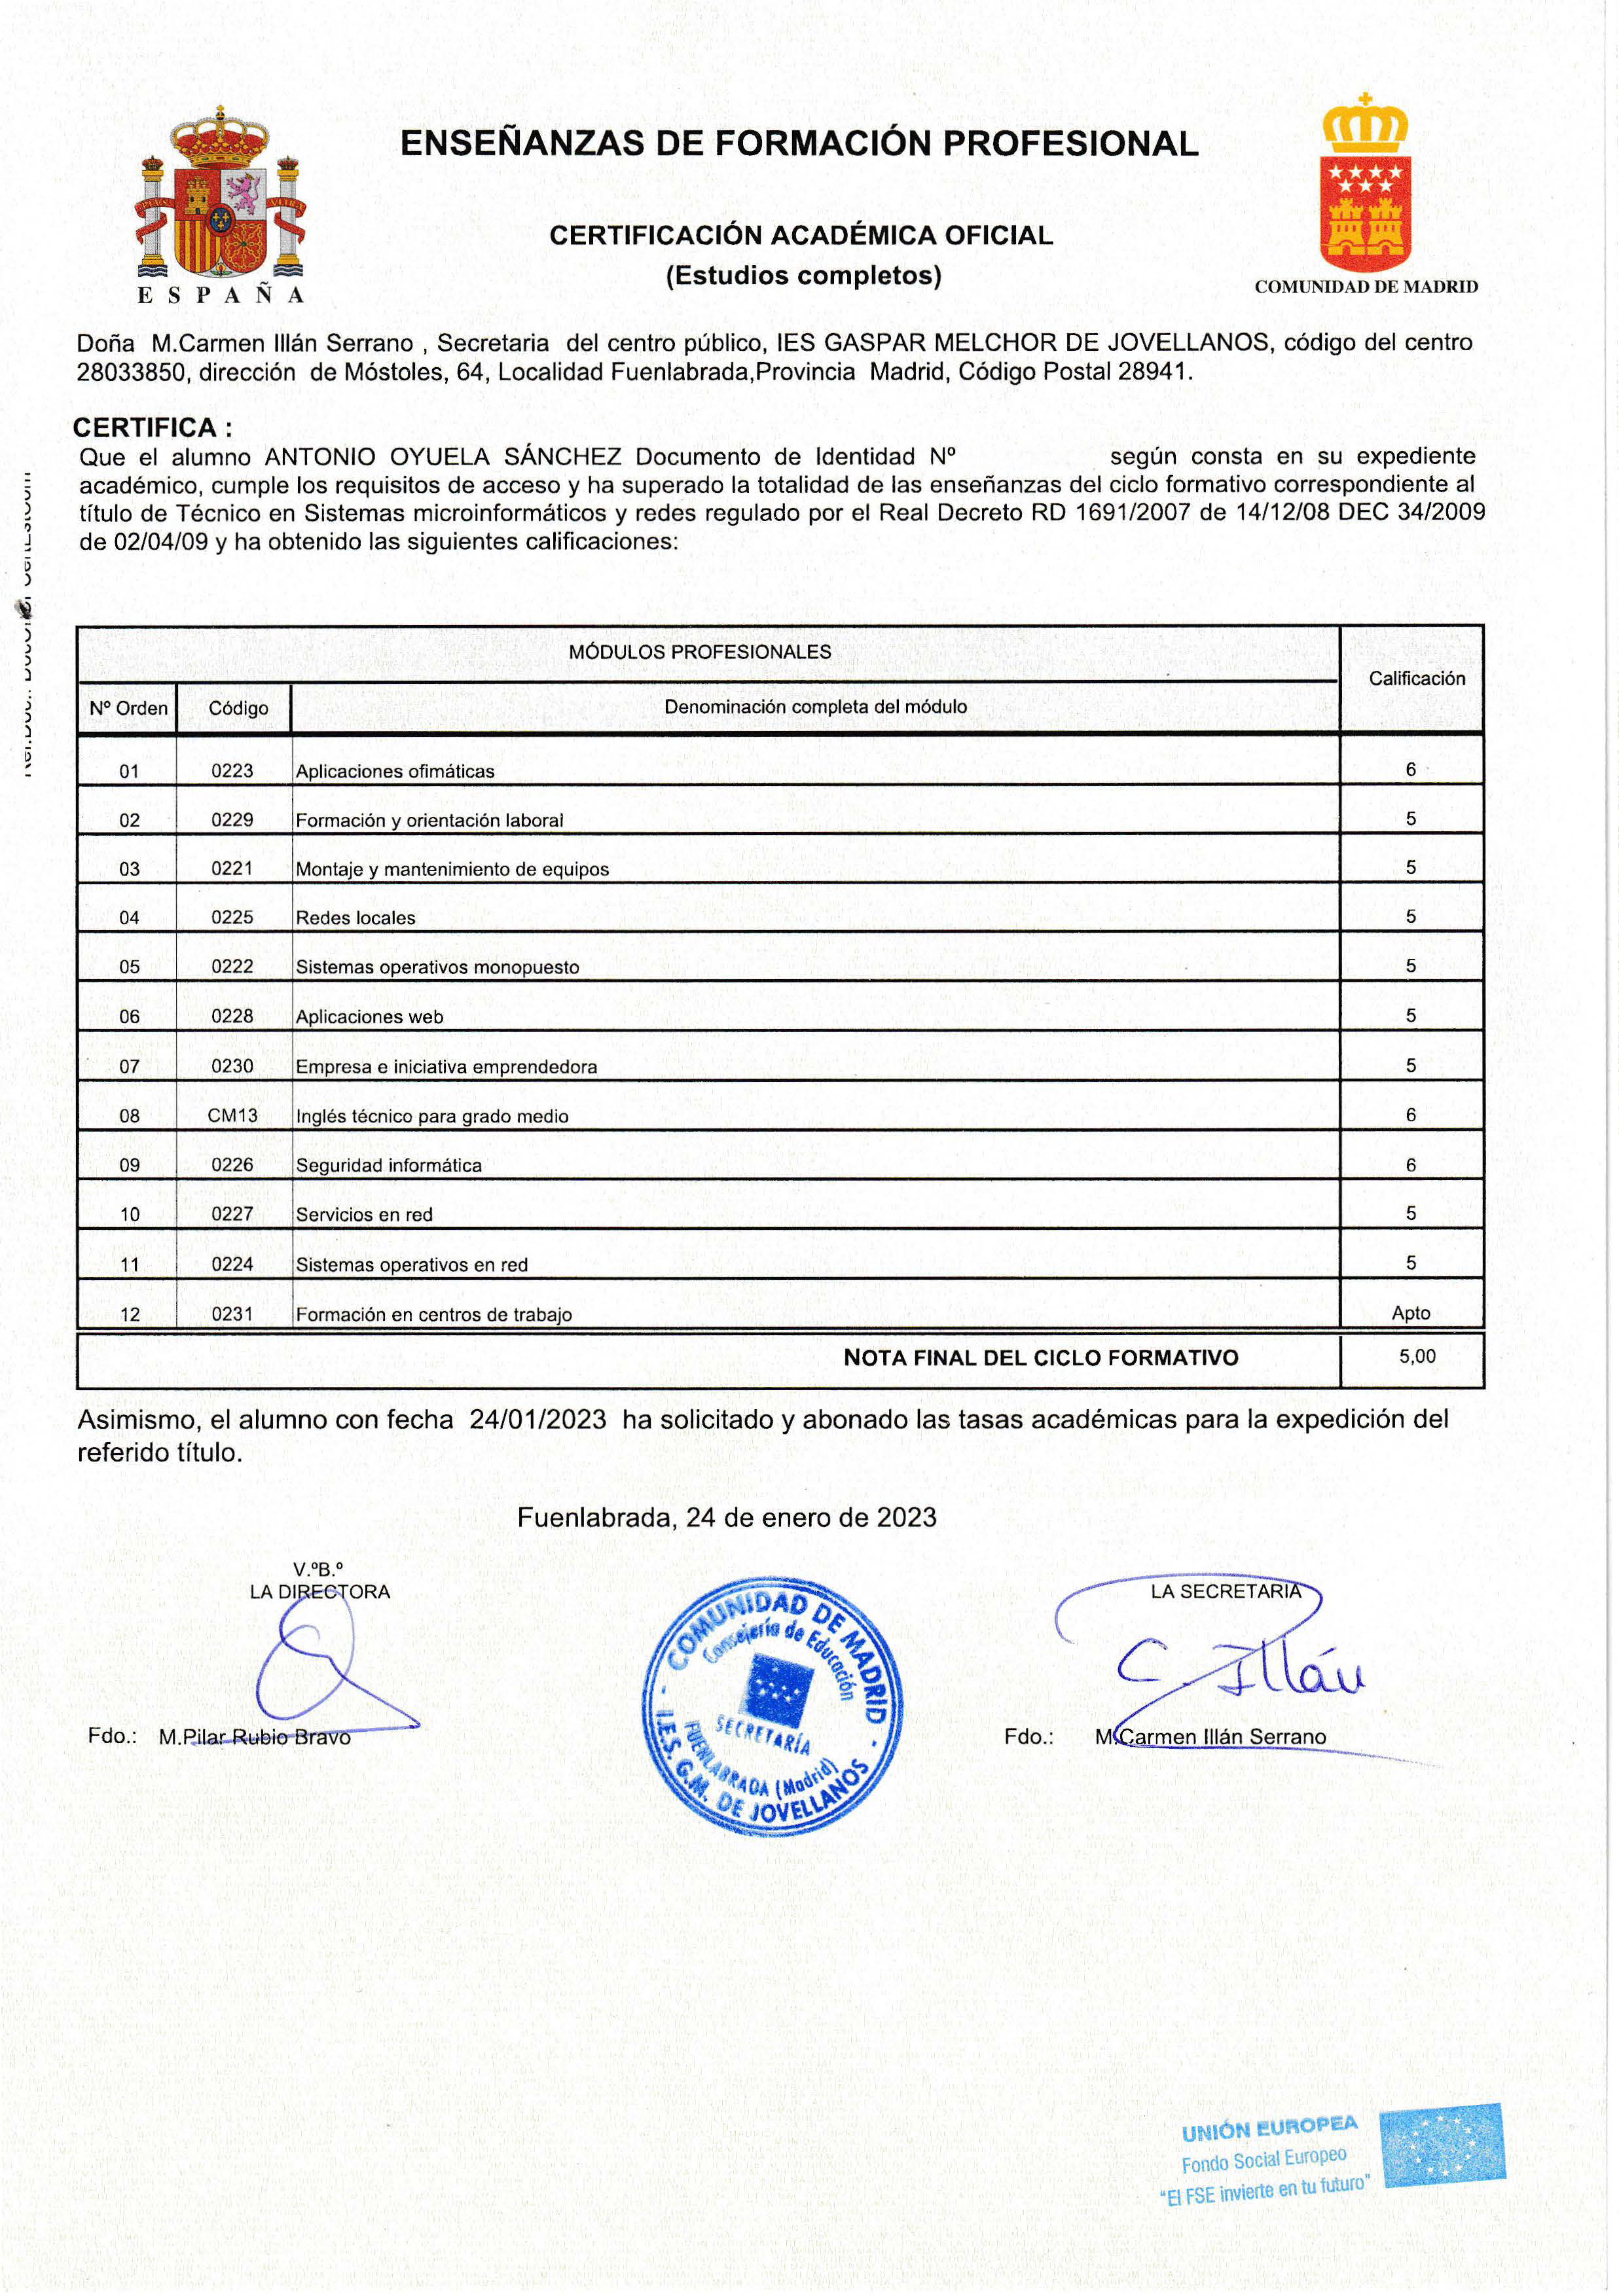 ENSEÑANZAS DE FORMACIÓN PROFESIONAL
CERTIFICACIÓN ACADÉMICA OFICIAL
(Estudios completos)
ESPAÑA
COMUNIDAD DE MADRID
Doña M.Carmen Illán Serrano , Secretaria del centro público, IES GASPAR MELCHOR DE JOVELLANOS, código del centro
28033850, dirección de Móstoles, 64, Localidad Fuenlabrada,Provincia Madrid, Código Postal 28941.
CERTIFICA :
Que el alumno ANTONIO OYUELA SÁNCHEZ Documento de Identidad Nº según consta en su expediente
académico, cumple los requisitos de acceso y ha superado la totalidad de las enseñanzas del ciclo formativo correspondiente al
título de Técnico en Sistemas microinformáticos y redes regulado por el Real Decreto RD 1691/2007 de 14/12/08 DEC 34/2009
de 02/04/09 y ha obtenido las siguientes calificaciones:
MÓDULOS PROFESIONALES
Calificación
Nº Orden Código Denominación completa del módulo
01 0223 Aplicaciones ofimáticas 6
02 0229 Formación y orientación laboral 5
03 0221 Montaje y mantenimiento de equipos 5
04 0225 Redes locales 5
05 0222 Sistemas operativos monopuesto 5
06 0228 Aplicaciones web 5
07 0230 Empresa e iniciativa emprendedora 5
08 CM13 Inglés técnico para grado medio 6
09 0226 Seguridad informática 6
10 0227 Servicios en red 5
11 0224 Sistemas operativos en red 5
12 0231 Formación en centros de trabajo Apto
NOTA FINAL DEL CICLO FORMATIVO 5,00
Asimismo, el alumno con fecha 24/01/2023 ha solicitado y abonado las tasas académicas para la expedición del
referido título.
Fuenlabrada, 24 de enero de 2023
V.ºB.º
LA DIRECTORA
LA SECRETARIA
C. Illán
Fdo.: M.Pilar Rubio Bravo
Fdo.: M.Carmen Illán Serrano
COMUNIDAD DE MADRID
Consejería de Educación
SECRETARÍA
FUENLABRADA (Madrid)
I.E.S. G.M. DE JOVELLANOS
UNIÓN EUROPEA
Fondo Social Europeo
"El FSE invierte en tu futuro"